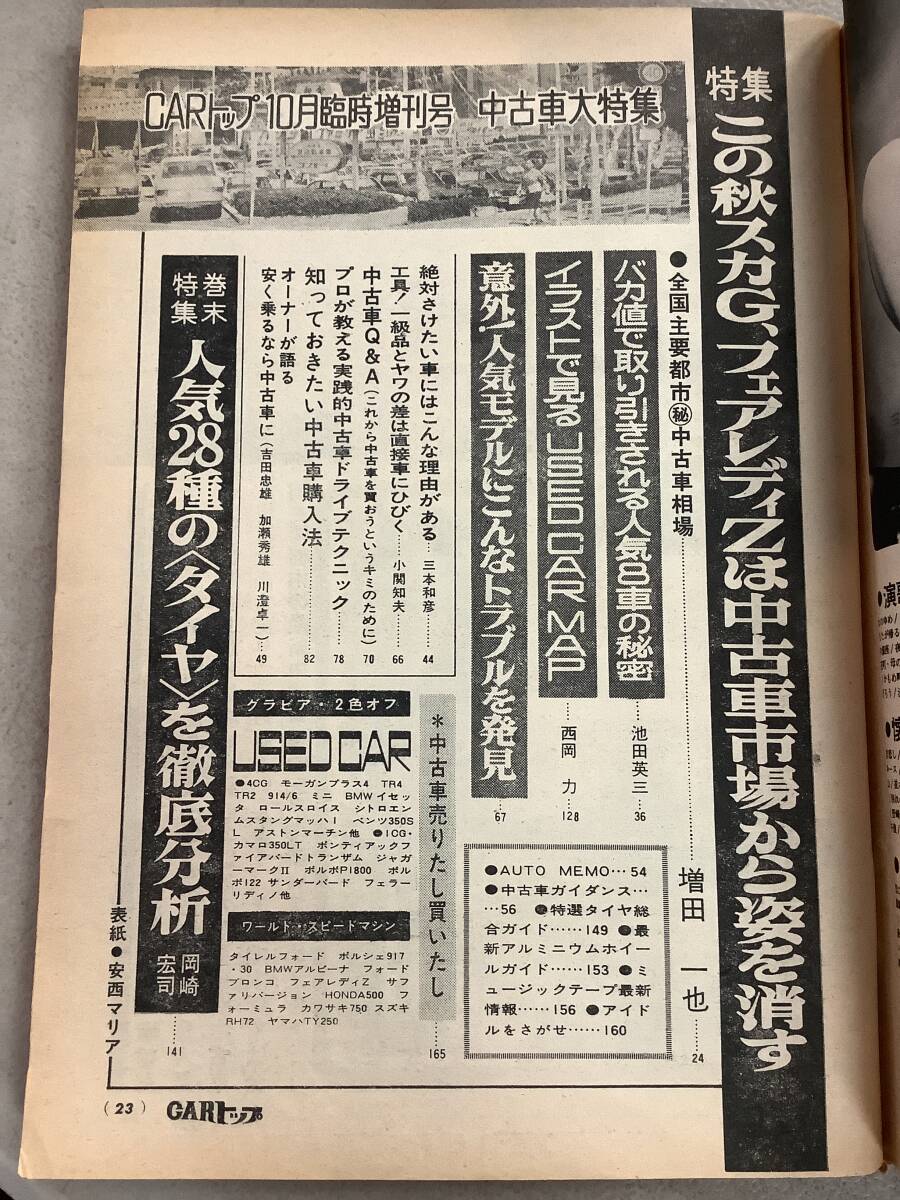 CARトップ10月臨時増刊号 中古車大特集
特集 この秋スカG、フェアレディZは中古車市場から姿を消す
増田一也 24
●全国主要都市㊙中古車相場
バカ値で取り引きされる人気8車の秘密
池田英三 36
イラストで見るUSED CAR MAP
西岡 力 128
意外!人気モデルにこんなトラブルを発見
67
絶対さけたい車にはこんな理由がある……三本和彦……44
工具!一級品とヤワの差は直接車にひびく……小関知夫……66
中古車Q&A(これから中古車を買おうというキミのために)70
プロが教える実践的中古車ドライブテクニック……78
知っておきたい中古車購入法……82
オーナーが語る
安く乗るなら中古車に(吉田忠雄 加瀬秀雄 川澄卓一)……49
巻末特集 人気28種の〈タイヤ〉を徹底分析
岡崎宏司……141
グラビア・2色オフ
USED CAR
●4CG モーガンプラス4 TR4
TR2 914/6 ミニ BMWイセッ
タ ロールスロイス シトロエン
ムスタングマッハI ベンツ350S
L アストンマーチン他 ●ICG・
カマロ350LT ポンティアックフ
ァイアバードトランザム ジャガ
ーマークII ボルボP1800 ボル
ボ122 サンダーバード フェラー
リディノ他
ワールド・スピードマシン
タイレルフォード ポルシェ917
・30 BMWアルピーナ フォード
ブロンコ フェアレディZ サフ
ァリバージョン HONDA500 フ
ォーミュラ カワサキ750 スズキ
RH72 ヤマハTY250
*中古車売りたし買いたし
165
●AUTO MEMO…54
●中古車ガイダンス…
…56 ●特選タイヤ総
合ガイド……149 ●最
新アルミニウムホイー
ルガイド……153 ●ミ
ュージックテープ最新
情報……156 ●アイド
ルをさがせ……160
表紙●安西マリア
(23) CARトップ
●演歌